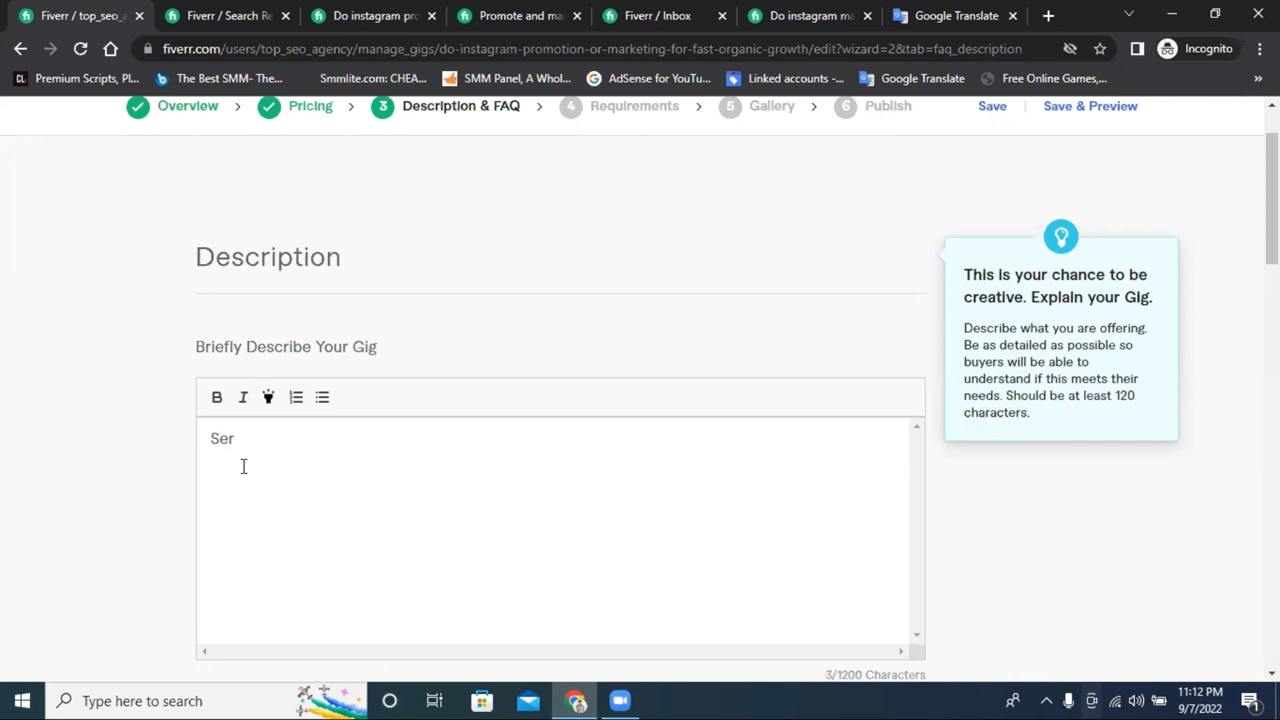 Fiverr / top_seo_ Fiverr / Search Re Do instagram pro Promote and ma Fiverr / Inbox Do instagram ma Google Translate
fiverr.com/users/top_seo_agency/manage_gigs/do-instagram-promotion-or-marketing-for-fast-organic-growth/edit?wizard=2&tab=faq_description Incognito
Premium Scripts, Pl... The Best SMM- The... Smmlite.com: CHEA... SMM Panel, A Whol... AdSense for YouTu... Linked accounts -... Google Translate Free Online Games,... »
Overview > Pricing > 3 Description & FAQ > 4 Requirements > 5 Gallery > 6 Publish Save | Save & Preview
Description
This is your chance to be
creative. Explain your Gig.
Describe what you are offering.
Be as detailed as possible so
buyers will be able to
understand if this meets their
needs. Should be at least 120
characters.
Briefly Describe Your Gig
B I
Ser
3/1200 Characters
Type here to search
11:12 PM
9/7/2022
1